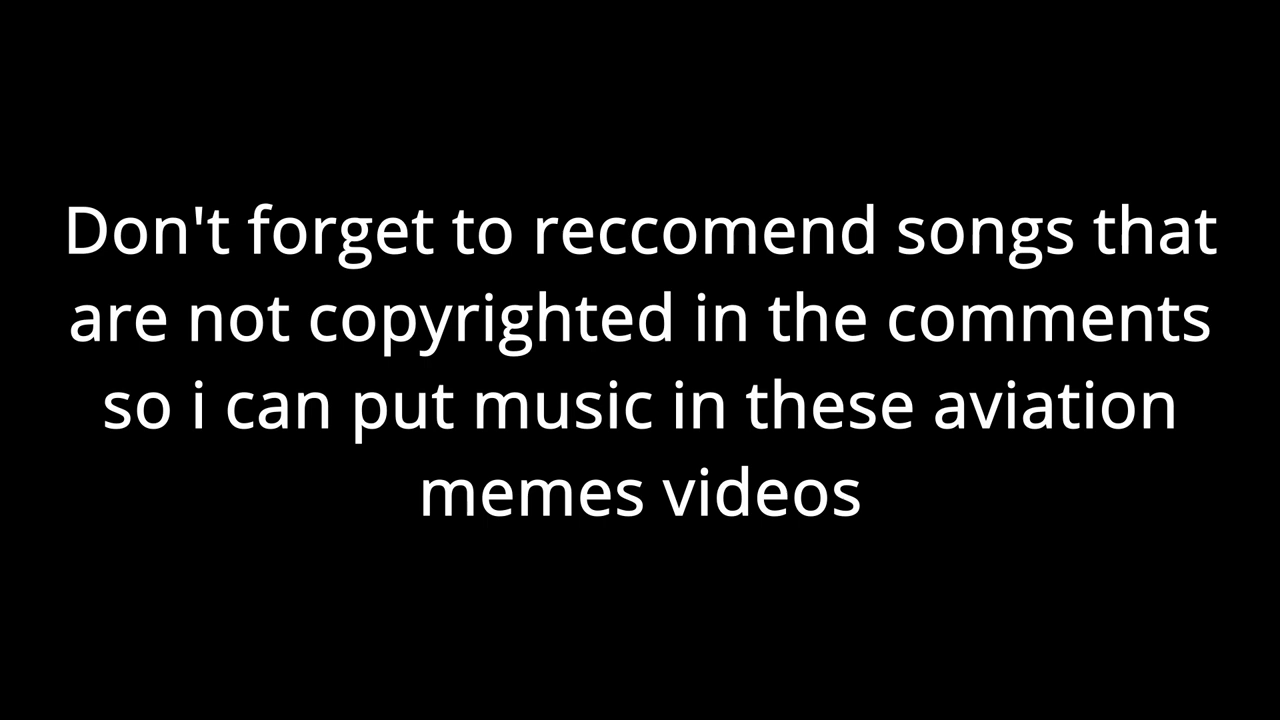 Don't forget to reccomend songs that
are not copyrighted in the comments
so i can put music in these aviation
memes videos